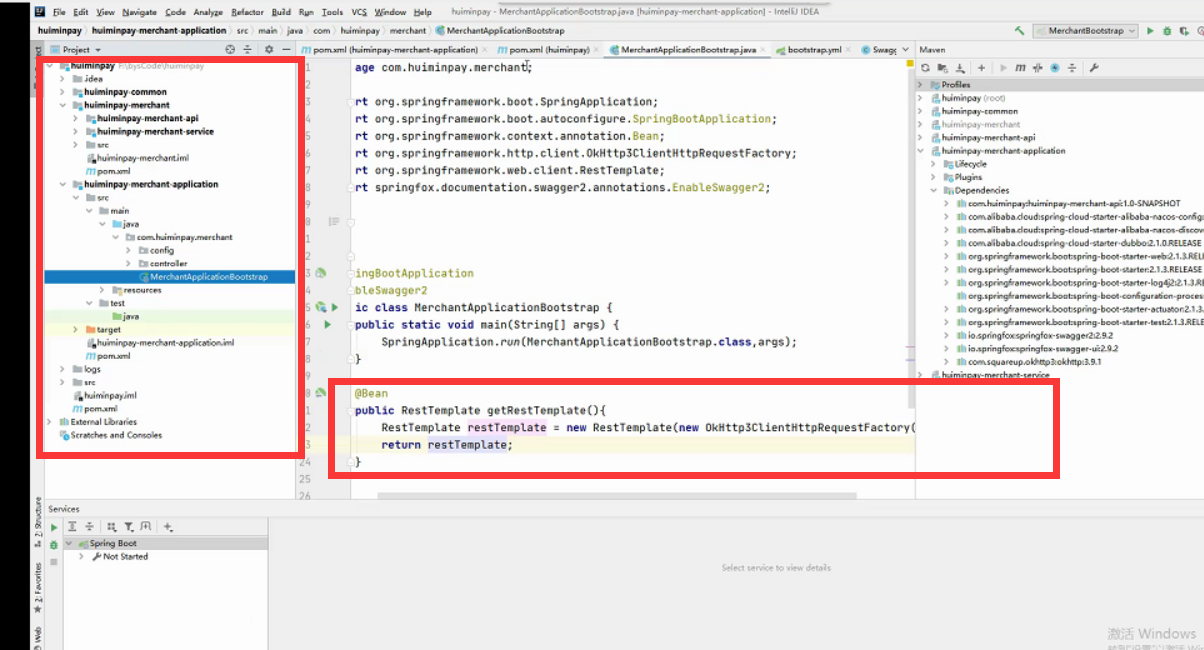 File Edit View Navigate Code Analyze Refactor Build Run Tools VCS Window Help huiminpay - MerchantApplicationBootstrap.java [huiminpay-merchant-application] - IntelliJ IDEA
huiminpay huiminpay-merchant-application src main java com huiminpay merchant MerchantApplicationBootstrap MerchantBootstrap
Project
pom.xml (huiminpay-merchant-application) pom.xml (huiminpay) MerchantApplicationBootstrap.java bootstrap.yml Swagg
huiminpay F:\bysCode\huiminpay
.idea
huiminpay-common
huiminpay-merchant
huiminpay-merchant-api
huiminpay-merchant-service
src
huiminpay-merchant.iml
pom.xml
huiminpay-merchant-application
src
main
java
com.huiminpay.merchant
config
controller
MerchantApplicationBootstrap
resources
test
java
target
huiminpay-merchant-application.iml
pom.xml
logs
src
huiminpay.iml
pom.xml
External Libraries
Scratches and Consoles
age com.huiminpay.merchant;
rt org.springframework.boot.SpringApplication;
rt org.springframework.boot.autoconfigure.SpringBootApplication;
rt org.springframework.context.annotation.Bean;
rt org.springframework.http.client.OkHttp3ClientHttpRequestFactory;
rt org.springframework.web.client.RestTemplate;
rt springfox.documentation.swagger2.annotations.EnableSwagger2;
ingBootApplication
bleSwagger2
ic class MerchantApplicationBootstrap {
public static void main(String[] args) {
SpringApplication.run(MerchantApplicationBootstrap.class,args);
}
@Bean
public RestTemplate getRestTemplate(){
RestTemplate restTemplate = new RestTemplate(new OkHttp3ClientHttpRequestFactory(
return restTemplate;
24 }
25
26
Maven
Profiles
huiminpay (root)
huiminpay-common
huiminpay-merchant
huiminpay-merchant-api
huiminpay-merchant-application
Lifecycle
Plugins
Dependencies
com.huiminpay:huiminpay-merchant-api:1.0-SNAPSHOT
com.alibaba.cloud:spring-cloud-starter-alibaba-nacos-config
com.alibaba.cloud:spring-cloud-starter-alibaba-nacos-discov
com.alibaba.cloud:spring-cloud-starter-dubbo:2.1.0.RELEASE
org.springframework.boot:spring-boot-starter-web:2.1.3.REL
org.springframework.boot:spring-boot-starter:2.1.3.RELEASE
org.springframework.boot:spring-boot-starter-log4j2:2.1.3.RE
org.springframework.boot:spring-boot-configuration-process
org.springframework.boot:spring-boot-starter-actuator:2.1.3.
org.springframework.boot:spring-boot-starter-test:2.1.3.RELE
io.springfox:springfox-swagger2:2.9.2
io.springfox:springfox-swagger-ui:2.9.2
com.squareup.okhttp3:okhttp:3.9.1
huiminpay-merchant-service
Services
Spring Boot
Not Started
Select service to view details
Z: Structure
2: Favorites
Web
激活 Windows